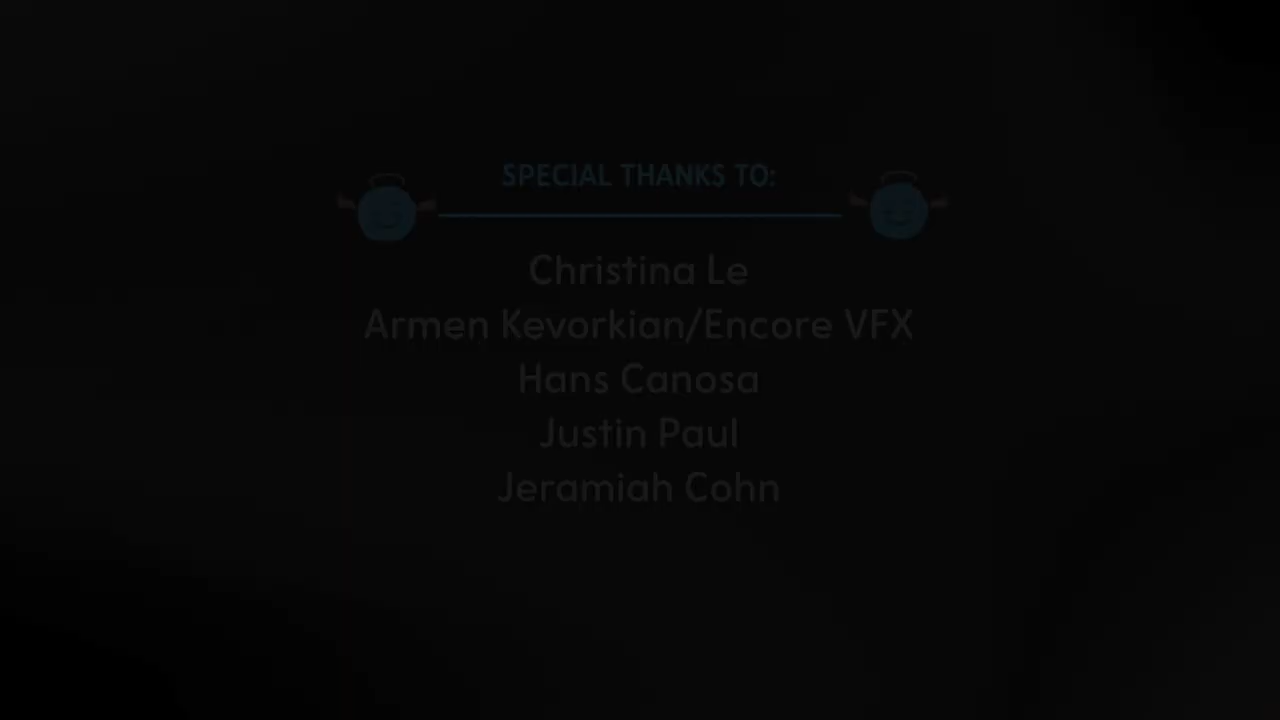 SPECIAL THANKS TO:
Christina Le
Armen Kevorkian/Encore VFX
Hans Canosa
Justin Paul
Jeramiah Cohn